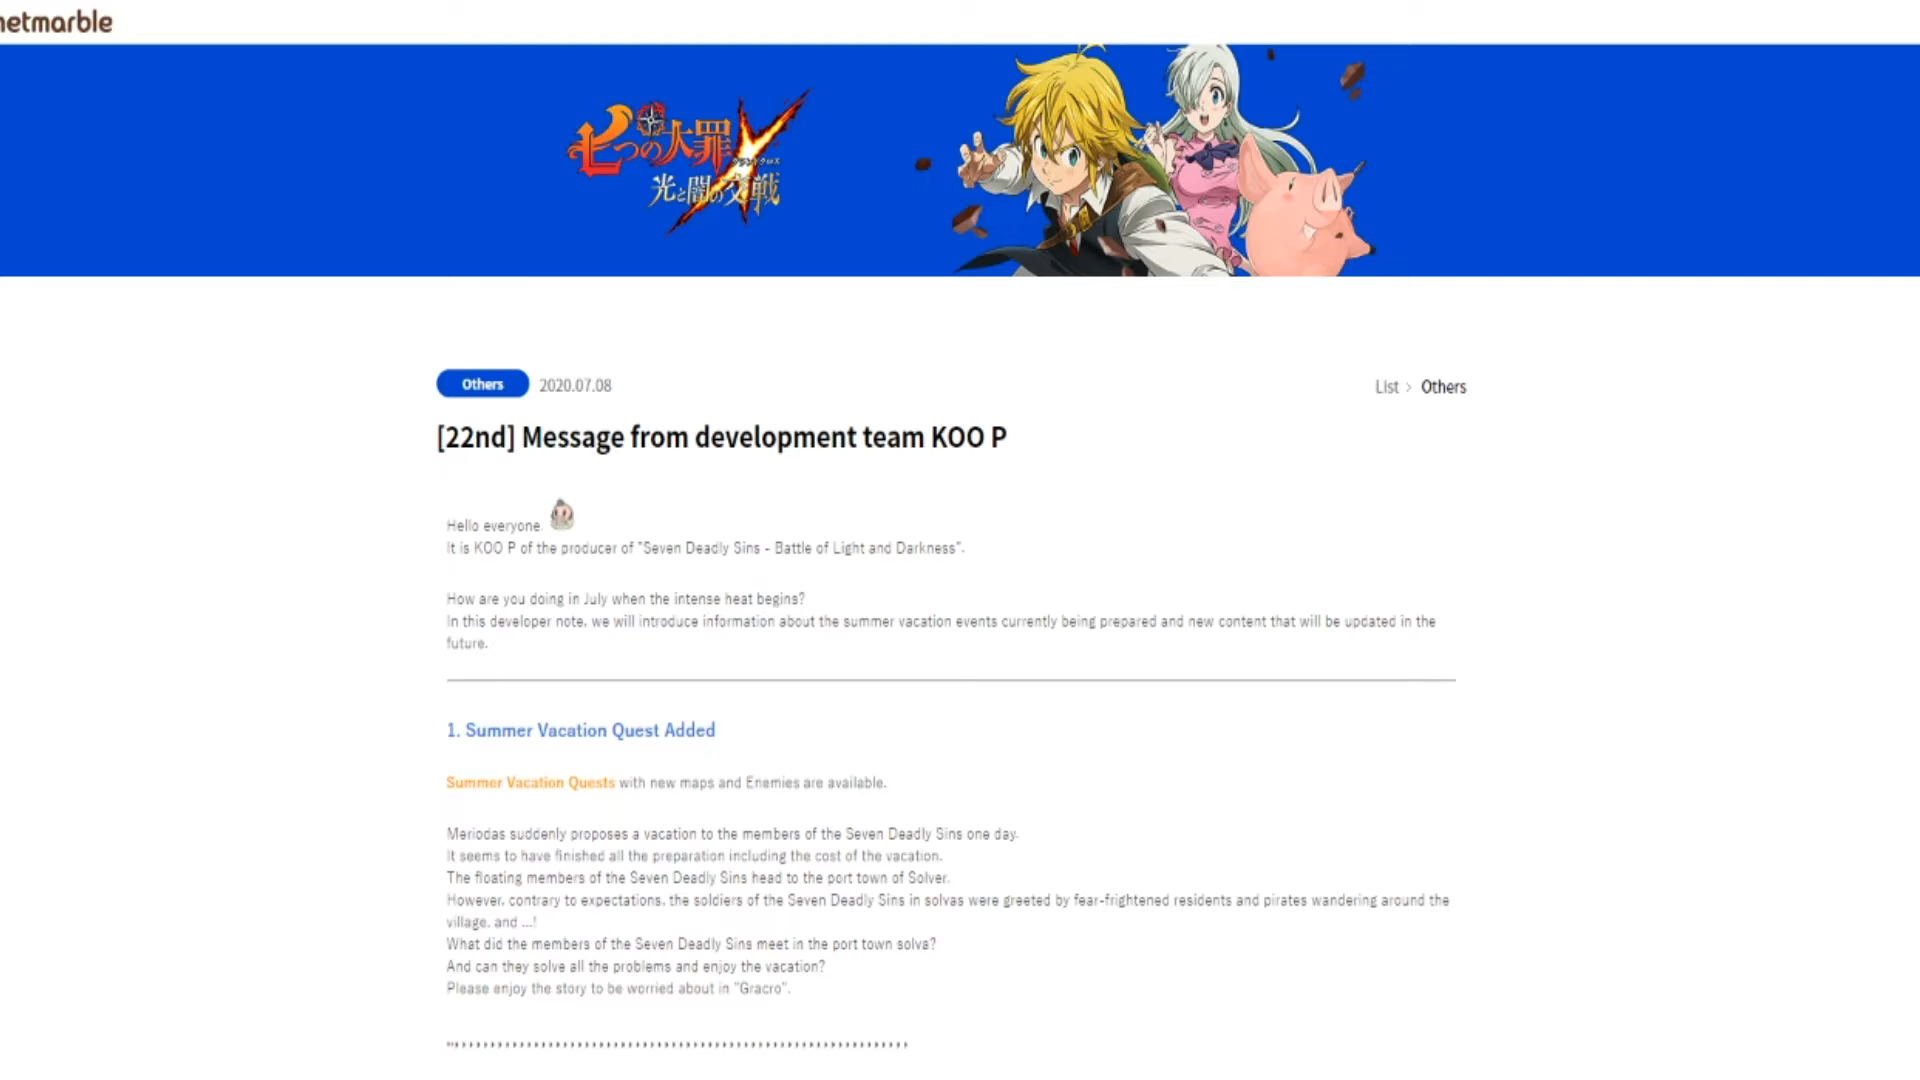 netmarble
七つの大罪
グランドクロス
光と闇の交戦
Others 2020.07.08
List > Others
[22nd] Message from development team KOO P
Hello everyone.
It is KOO P of the producer of "Seven Deadly Sins - Battle of Light and Darkness".
How are you doing in July when the intense heat begins?
In this developer note, we will introduce information about the summer vacation events currently being prepared and new content that will be updated in the
future.
1. Summer Vacation Quest Added
Summer Vacation Quests with new maps and Enemies are available.
Meriodas suddenly proposes a vacation to the members of the Seven Deadly Sins one day.
It seems to have finished all the preparation including the cost of the vacation.
The floating members of the Seven Deadly Sins head to the port town of Solver.
However, contrary to expectations, the soldiers of the Seven Deadly Sins in solvas were greeted by fear-frightened residents and pirates wandering around the
village, and ...!
What did the members of the Seven Deadly Sins meet in the port town solva?
And can they solve all the problems and enjoy the vacation?
Please enjoy the story to be worried about in "Gracro".